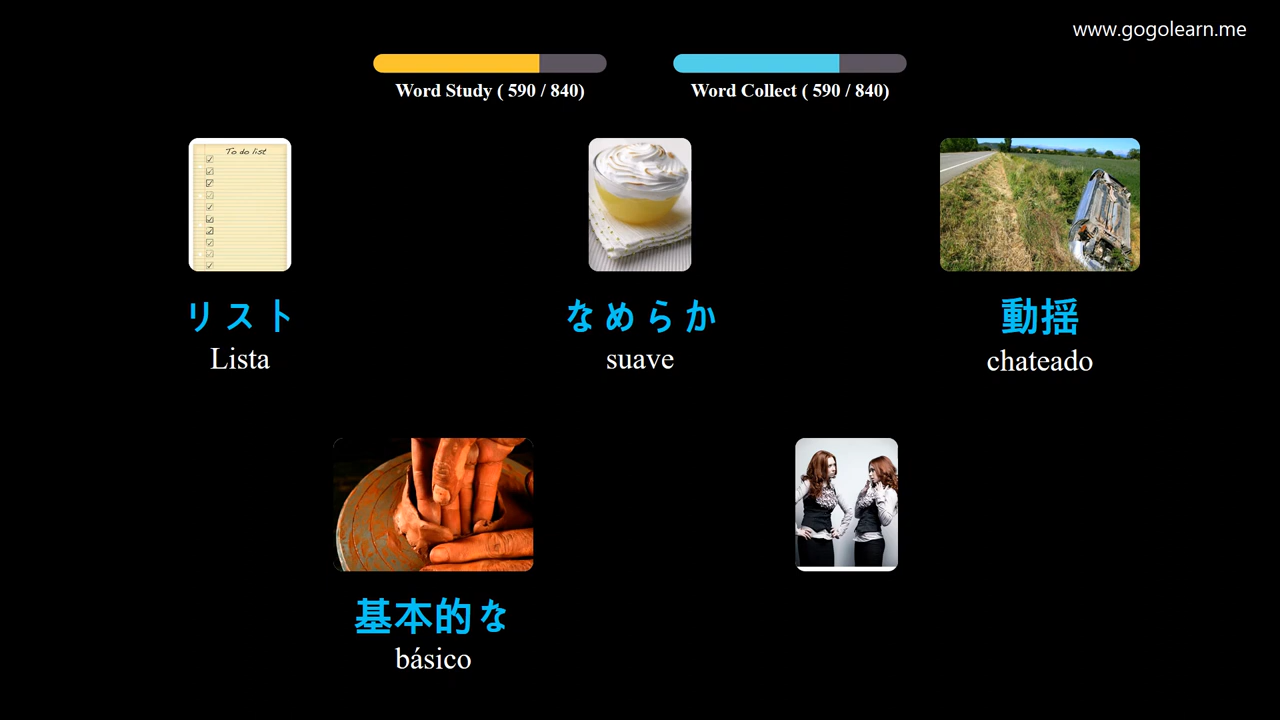 www.gogolearn.me
Word Study ( 590 / 840)
Word Collect ( 590 / 840)
To do list
リスト
Lista
なめらか
suave
動揺
chateado
基本的な
básico